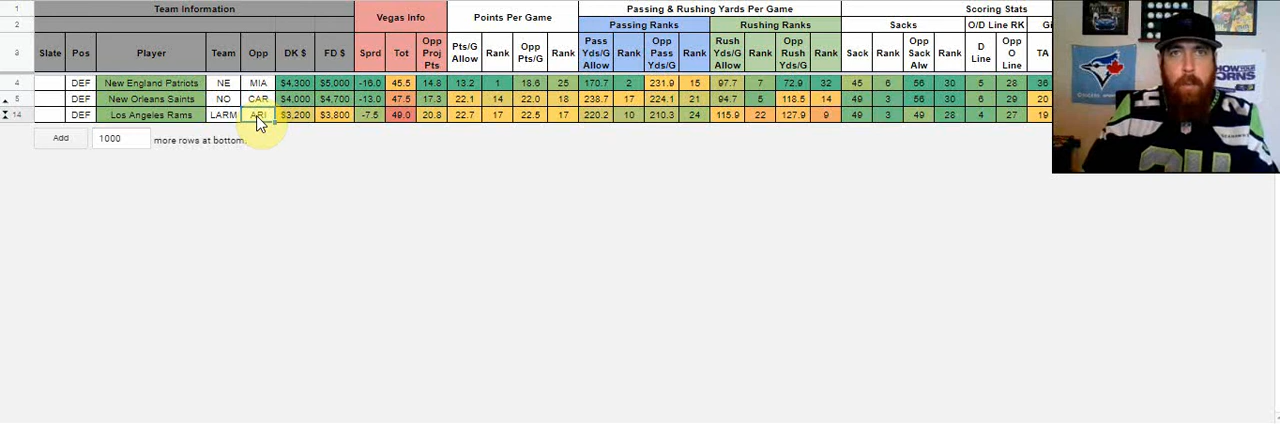 1 Team Information Vegas Info Points Per Game Passing & Rushing Yards Per Game Scoring Stats
2 Passing Ranks Rushing Ranks Sacks O/D Line RK
3 Slate Pos Player Team Opp DK $ FD $ Sprd Tot Opp Proj Pts Pts/G Allow Rank Opp Pts/G Rank Pass Yds/G Allow Rank Opp Pass Yds/G Rank Rush Yds/G Allow Rank Opp Rush Yds/G Rank Sack Rank Opp Sack Alw Rank D Line Opp O Line TA
4 DEF New England Patriots NE MIA $4,300 $5,000 -16.0 45.5 14.8 13.2 1 18.6 25 170.7 2 231.9 15 97.7 7 72.9 32 45 6 56 30 5 28 36
5 DEF New Orleans Saints NO CAR $4,000 $4,700 -13.0 47.5 17.3 22.1 14 22.0 18 238.7 17 224.1 21 94.7 5 118.5 14 49 3 56 30 6 29 20
14 DEF Los Angeles Rams LARM ARI $3,200 $3,800 -7.5 49.0 20.8 22.7 17 22.5 17 220.2 10 210.3 24 115.9 22 127.9 9 49 3 49 28 4 27 19
Add 1000 more rows at bottom.